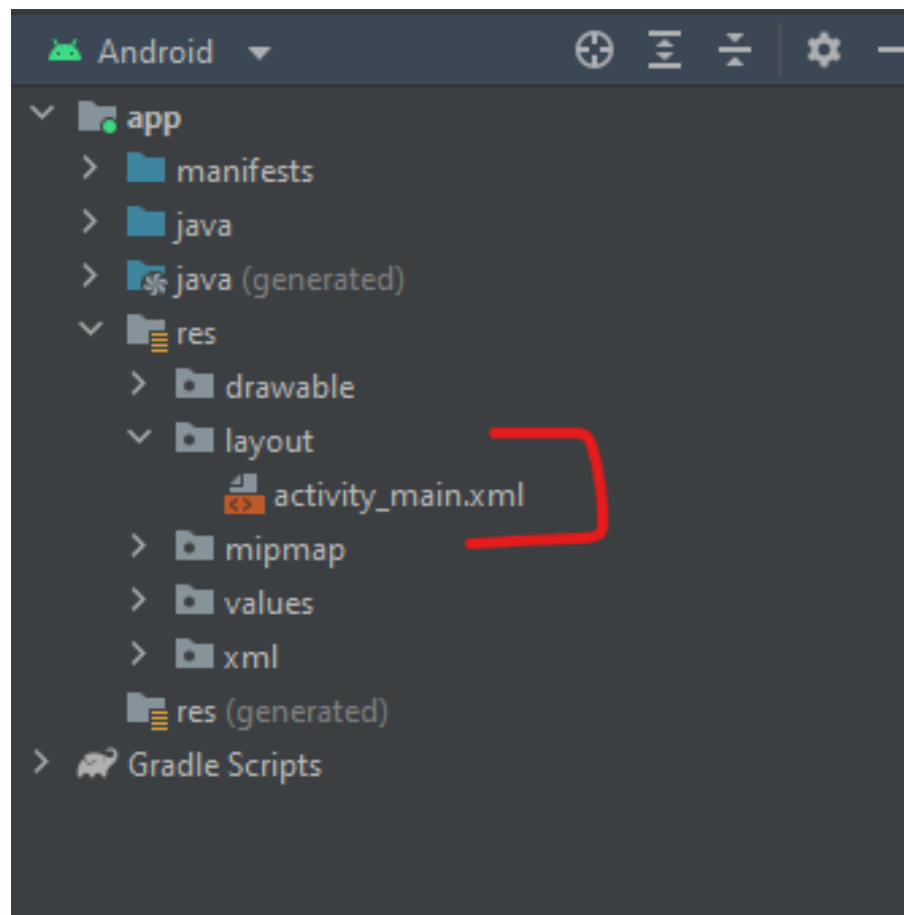 Android
app
manifests
java
java (generated)
res
drawable
layout
activity_main.xml
mipmap
values
xml
res (generated)
Gradle Scripts